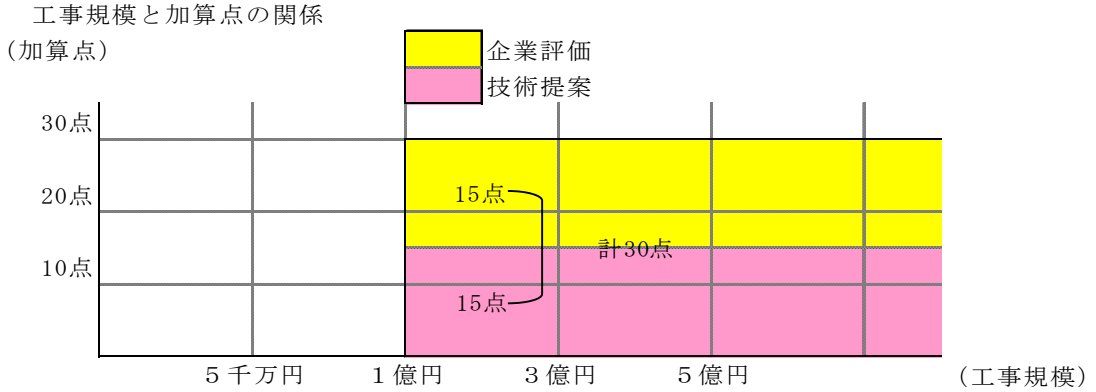 工事規模と加算点の関係
（加算点）
企業評価
技術提案
30点
20点
15点
計30点
10点
15点
５千万円
１億円
３億円
５億円
（工事規模）